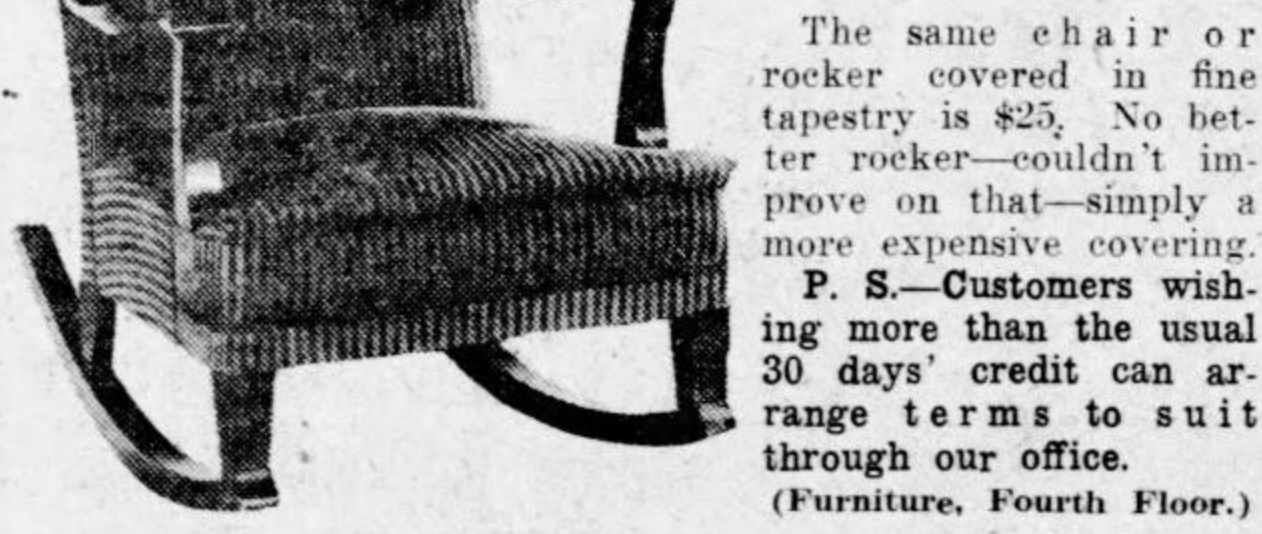 The same chair or
rocker covered in fine
tapestry is $25. No bet-
ter rocker—couldn't im-
prove on that—simply a
more expensive covering.
P. S.—Customers wish-
ing more than the usual
30 days' credit can ar-
range terms to suit
through our office.
(Furniture, Fourth Floor.)